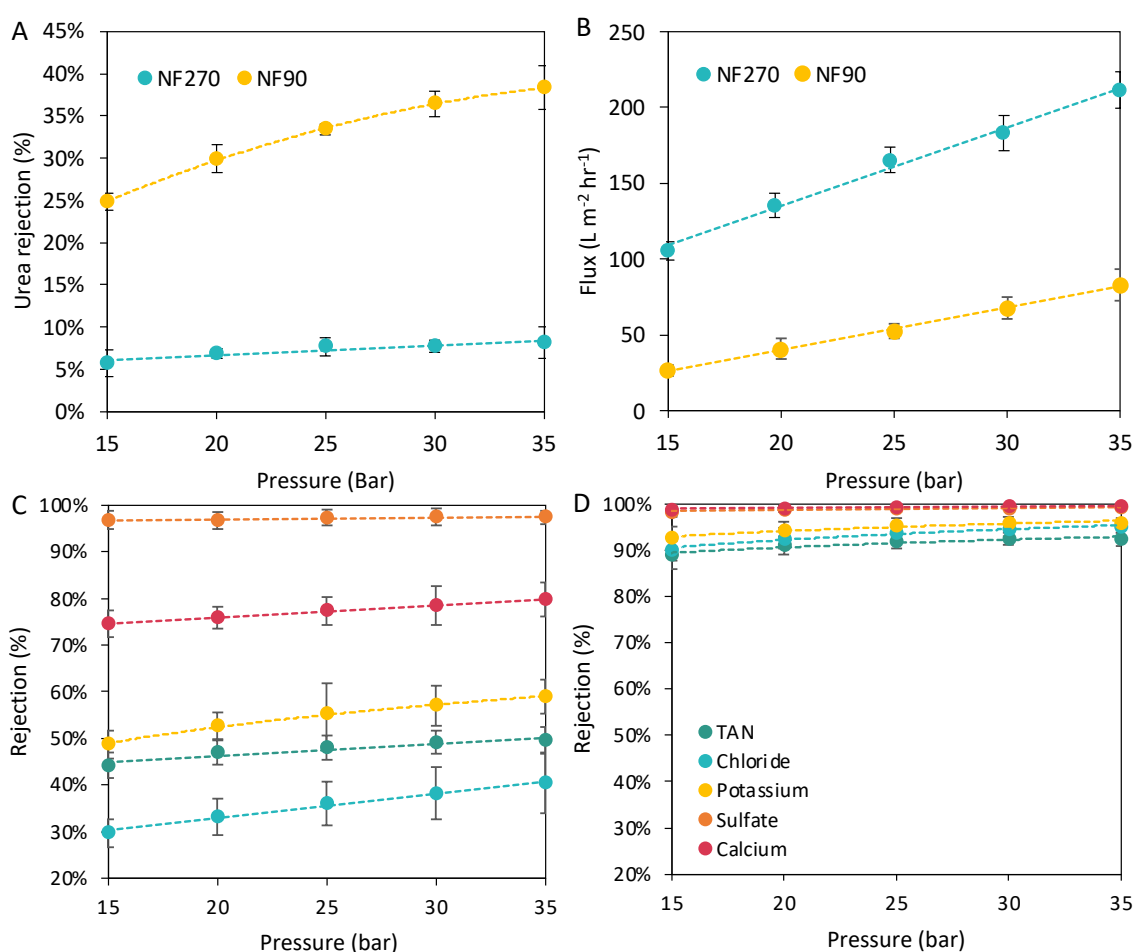 A
45%
40%
35%
30%
25%
20%
15%
10%
5%
0%
Urea rejection (%)
NF270 NF90
15 20 25 30 35
Pressure (Bar)
B
250
200
150
100
50
0
Flux (L m⁻² hr⁻¹)
NF270 NF90
15 20 25 30 35
Pressure (bar)
C
100%
90%
80%
70%
60%
50%
40%
30%
20%
Rejection (%)
15 20 25 30 35
Pressure (bar)
D
100%
90%
80%
70%
60%
50%
40%
30%
20%
Rejection (%)
TAN
Chloride
Potassium
Sulfate
Calcium
15 20 25 30 35
Pressure (bar)